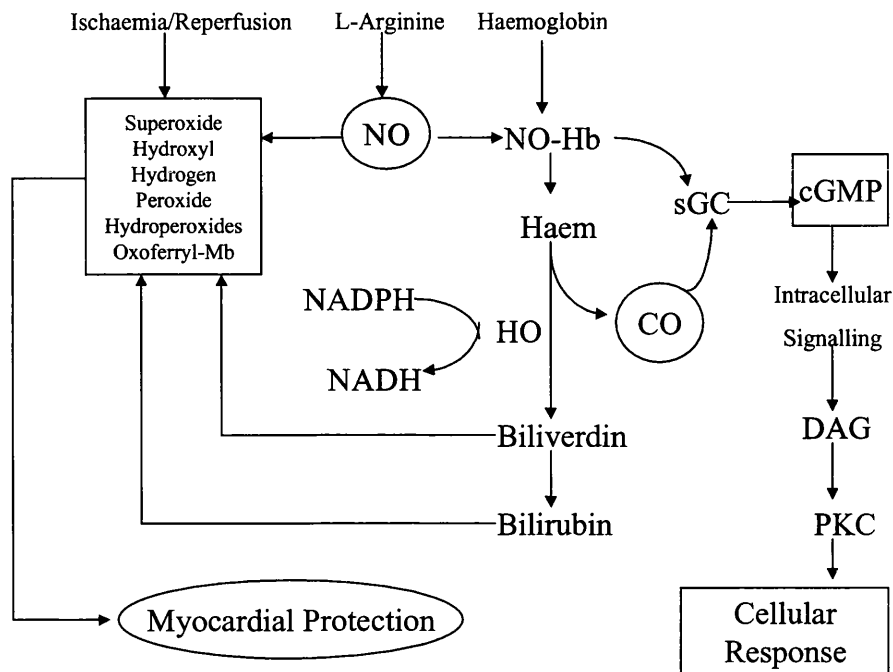 Ischaemia/Reperfusion
L-Arginine
Haemoglobin
Superoxide
Hydroxyl
Hydrogen
Peroxide
Hydroperoxides
Oxoferryl-Mb
NO
NO-Hb
sGC
cGMP
Haem
CO
Intracellular
Signalling
NADPH
HO
NADH
Biliverdin
DAG
Bilirubin
PKC
Myocardial Protection
Cellular
Response